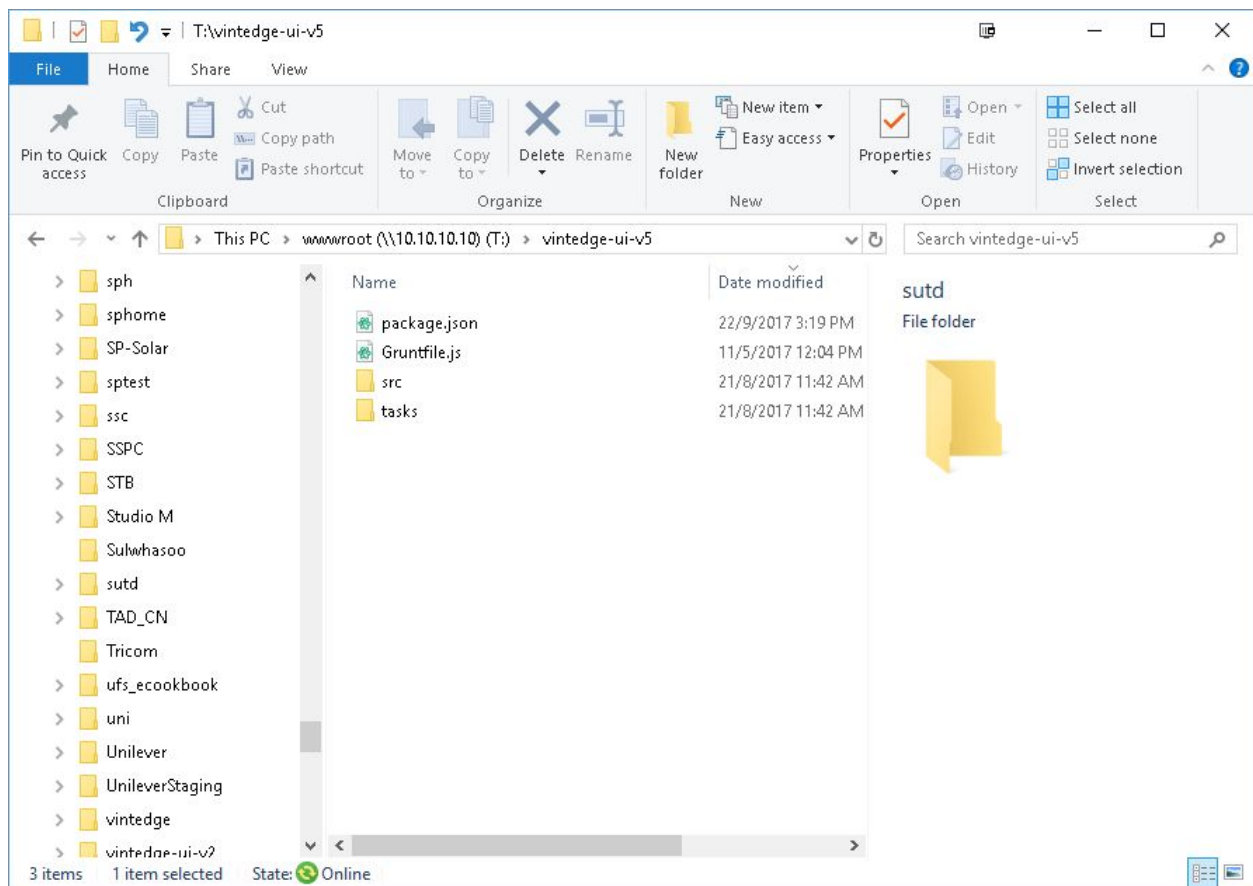 T:\vintedge-ui-v5
File Home Share View
Pin to Quick access
Copy
Paste
Cut
Copy path
Paste shortcut
Clipboard
Move to
Copy to
Delete
Rename
Organize
New folder
New item
Easy access
New
Properties
Open
Edit
History
Open
Select all
Select none
Invert selection
Select
This PC > wwwroot (\\10.10.10.10) (T:) > vintedge-ui-v5
Search vintedge-ui-v5
sph
sphome
SP-Solar
sptest
ssc
SSPC
STB
Studio M
Sulwhasoo
sutd
TAD_CN
Tricom
ufs_ecookbook
uni
Unilever
UnileverStaging
vintedge
vintedge-ui-v2
Name Date modified
package.json 22/9/2017 3:19 PM
Gruntfile.js 11/5/2017 12:04 PM
src 21/8/2017 11:42 AM
tasks 21/8/2017 11:42 AM
sutd
File folder
3 items 1 item selected State: Online